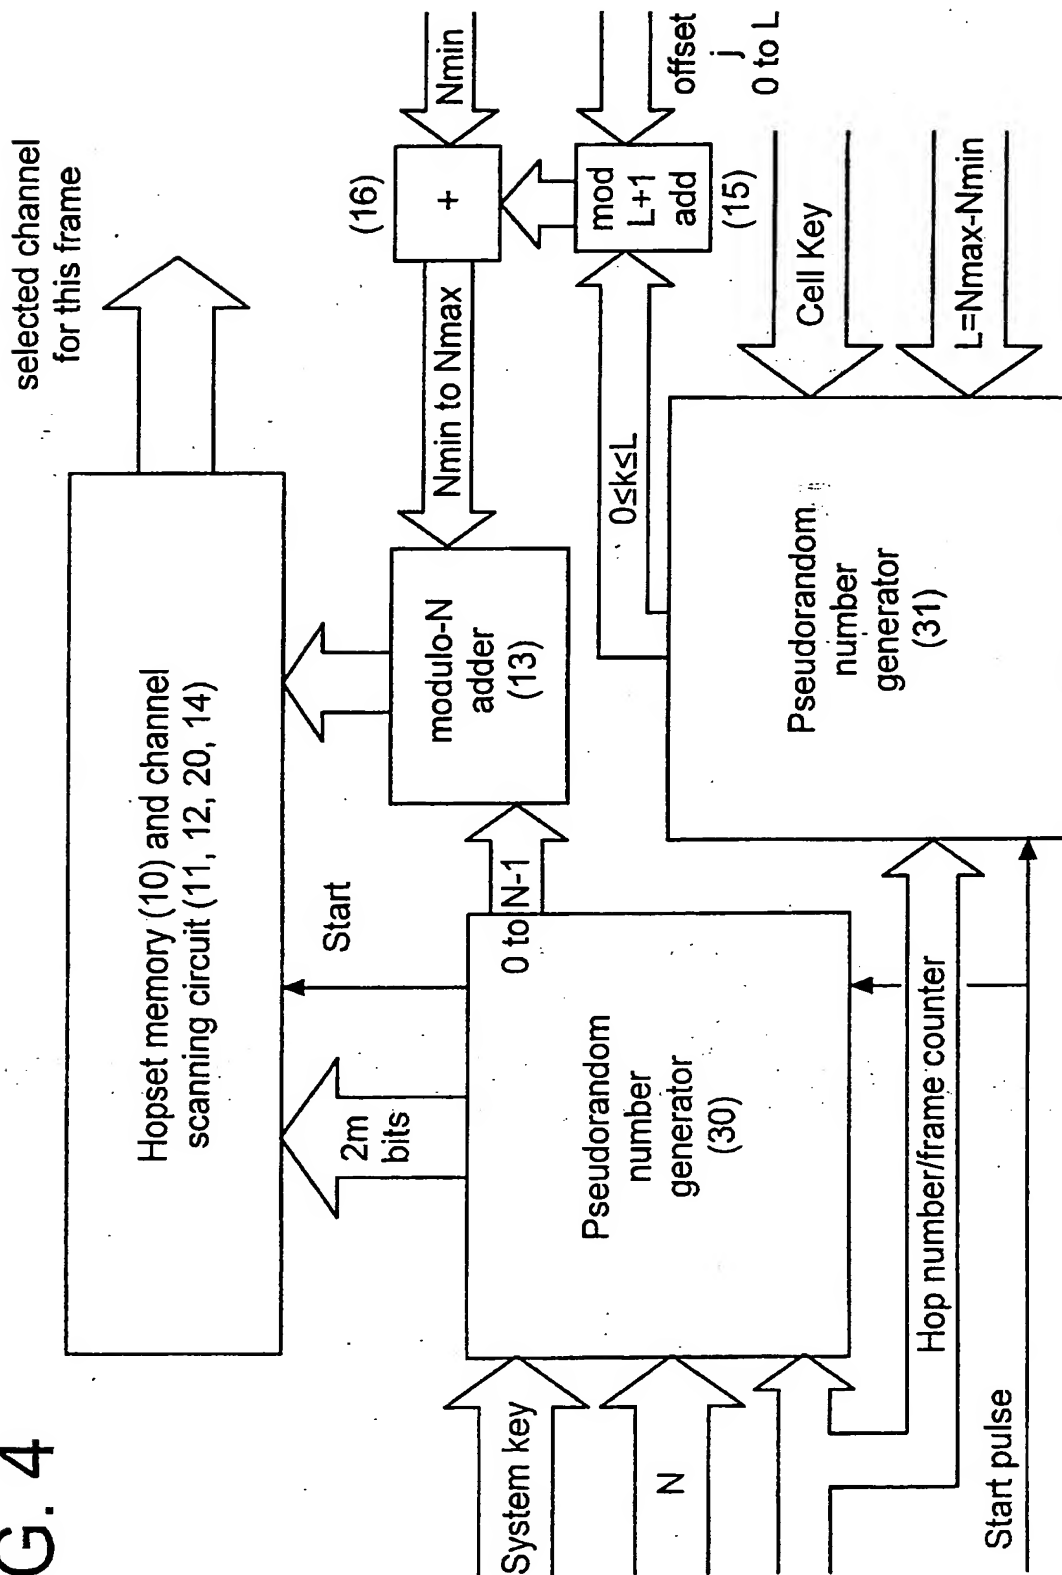 G. 4
selected channel
for this frame
Hopset memory (10) and channel
scanning circuit (11, 12, 20, 14)
2m
bits
Start
modulo-N
adder
(13)
Nmin to Nmax
(16)
+
Nmin
System key
N
Pseudorandom
number
generator
(30)
0 to N-1
0≤k≤L
mod
L+1
add
(15)
offset
j
0 to L
Pseudorandom
number
generator
(31)
Cell Key
L=Nmax-Nmin
Hop number/frame counter
Start pulse